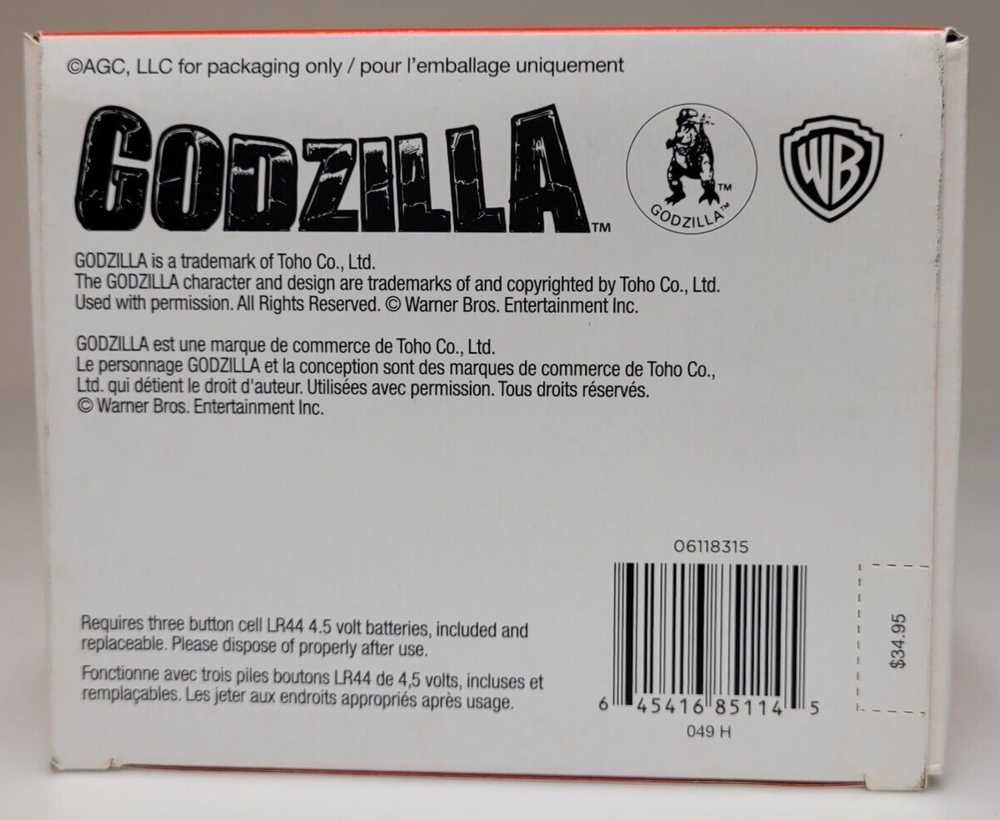 ©AGC, LLC for packaging only / pour l'emballage uniquement
GODZILLA™
™
GODZILLA™
WB
GODZILLA is a trademark of Toho Co., Ltd.
The GODZILLA character and design are trademarks of and copyrighted by Toho Co., Ltd.
Used with permission. All Rights Reserved. © Warner Bros. Entertainment Inc.
GODZILLA est une marque de commerce de Toho Co., Ltd.
Le personnage GODZILLA et la conception sont des marques de commerce de Toho Co.,
Ltd. qui détient le droit d'auteur. Utilisées avec permission. Tous droits réservés.
© Warner Bros. Entertainment Inc.
Requires three button cell LR44 4.5 volt batteries, included and
replaceable. Please dispose of properly after use.
Fonctionne avec trois piles boutons LR44 de 4,5 volts, incluses et
remplaçables. Les jeter aux endroits appropriés après usage.
06118315
6 45416 85114 5
049 H
$34.95